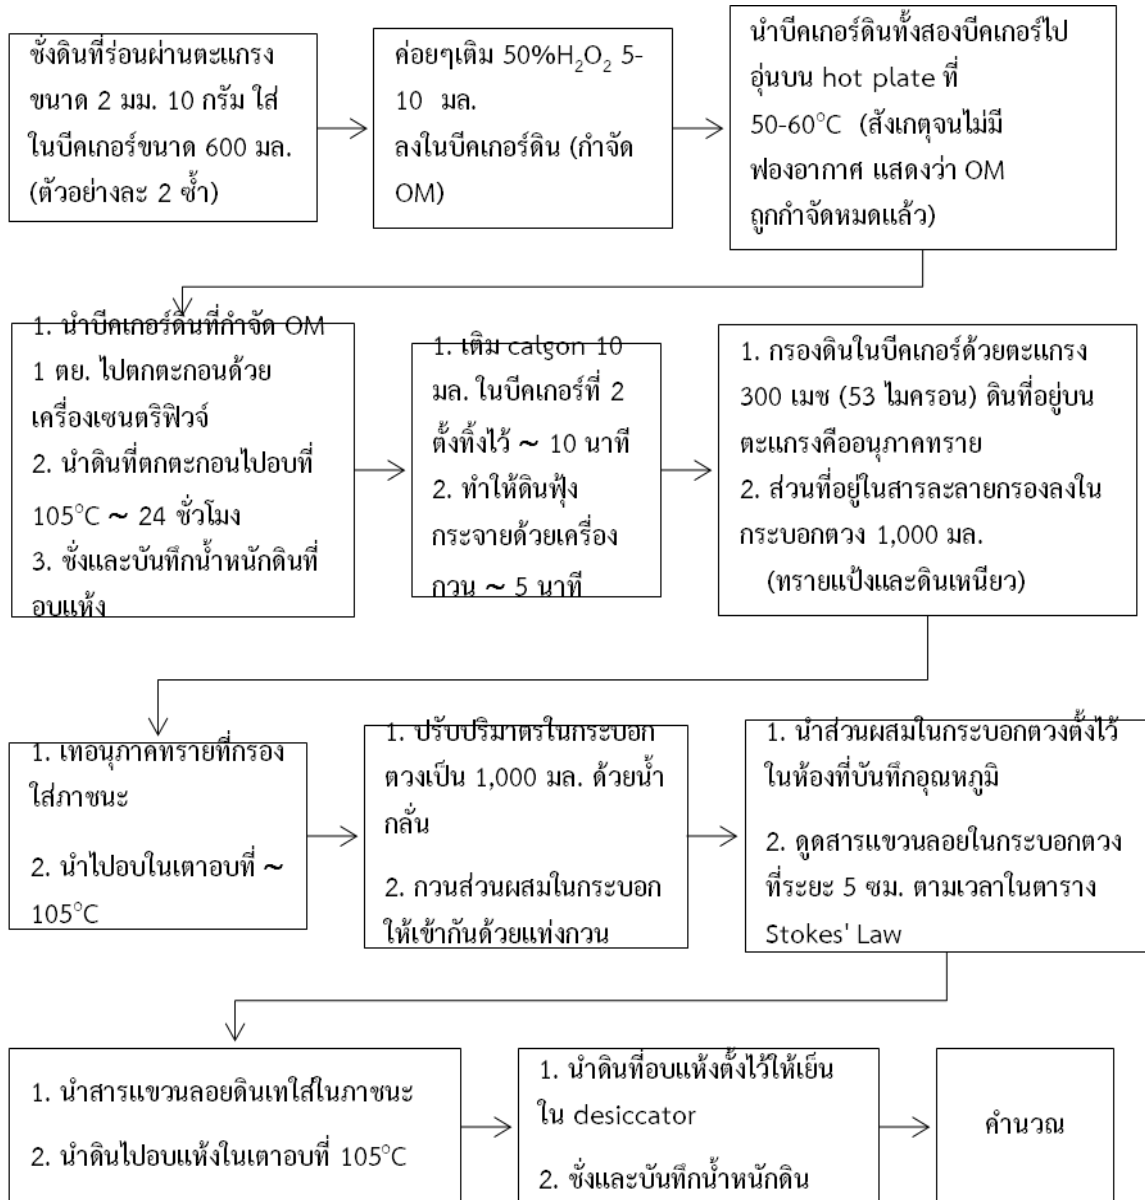 ชั่งดินที่ร่อนผ่านตะแกรง
ขนาด 2 มม. 10 กรัม ใส่
ในบีคเกอร์ขนาด 600 มล.
(ตัวอย่างละ 2 ซ้ำ)
ค่อยๆเติม 50%H₂O₂ 5-
10 มล.
ลงในบีคเกอร์ดิน (กำจัด
OM)
นำบีคเกอร์ดินทั้งสองบีคเกอร์ไป
อุ่นบน hot plate ที่
50-60°C (สังเกตุจนไม่มี
ฟองอากาศ แสดงว่า OM
ถูกกำจัดหมดแล้ว)
1. นำบีคเกอร์ดินที่กำจัด OM
1 ตย. ไปตกตะกอนด้วย
เครื่องเซนตริฟิวจ์
2. นำดินที่ตกตะกอนไปอบที่
105°C ~ 24 ชั่วโมง
3. ชั่งและบันทึกน้ำหนักดินที่
อบแห้ง
1. เติม calgon 10
มล. ในบีคเกอร์ที่ 2
ตั้งทิ้งไว้ ~ 10 นาที
2. ทำให้ดินฟุ้ง
กระจายด้วยเครื่อง
กวน ~ 5 นาที
1. กรองดินในบีคเกอร์ด้วยตะแกรง
300 เมช (53 ไมครอน) ดินที่อยู่บน
ตะแกรงคืออนุภาคทราย
2. ส่วนที่อยู่ในสารละลายกรองลงใน
กระบอกตวง 1,000 มล.
(ทรายแป้งและดินเหนียว)
1. เทอนุภาคทรายที่กรอง
ใส่ภาชนะ
2. นำไปอบในเตาอบที่ ~
105°C
1. ปรับปริมาตรในกระบอก
ตวงเป็น 1,000 มล. ด้วยน้ำ
กลั่น
2. กวนส่วนผสมในกระบอก
ให้เข้ากันด้วยแท่งกวน
1. นำส่วนผสมในกระบอกตวงตั้งไว้
ในห้องที่บันทึกอุณหภูมิ
2. ดูดสารแขวนลอยในกระบอกตวง
ที่ระยะ 5 ซม. ตามเวลาในตาราง
Stokes' Law
1. นำสารแขวนลอยดินเทใส่ในภาชนะ
2. นำดินไปอบแห้งในเตาอบที่ 105°C
1. นำดินที่อบแห้งตั้งไว้ให้เย็น
ใน desiccator
2. ชั่งและบันทึกน้ำหนักดิน
คำนวณ